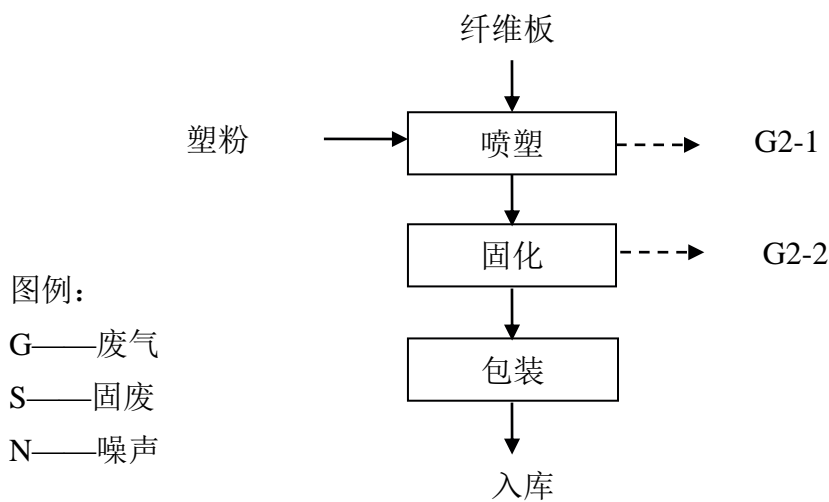 纤维板
塑粉
喷塑
G2-1
固化
G2-2
图例：
G——废气
包装
S——固废
N——噪声
入库